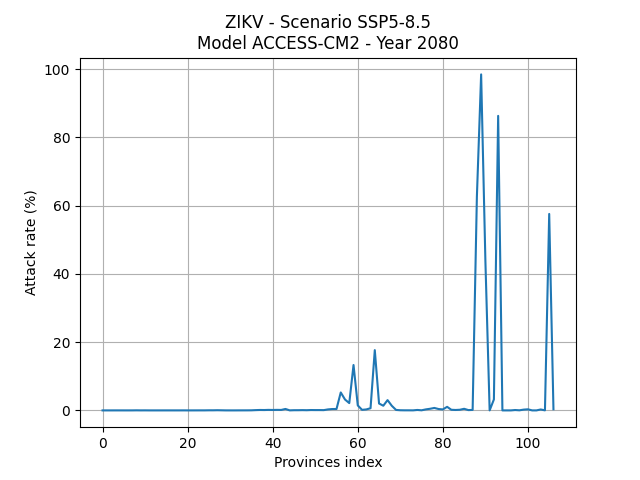 ZIKV - Scenario SSP5-8.5
Model ACCESS-CM2 - Year 2080
100
80
60
40
20
0
Attack rate (%)
0 20 40 60 80 100
Provinces index